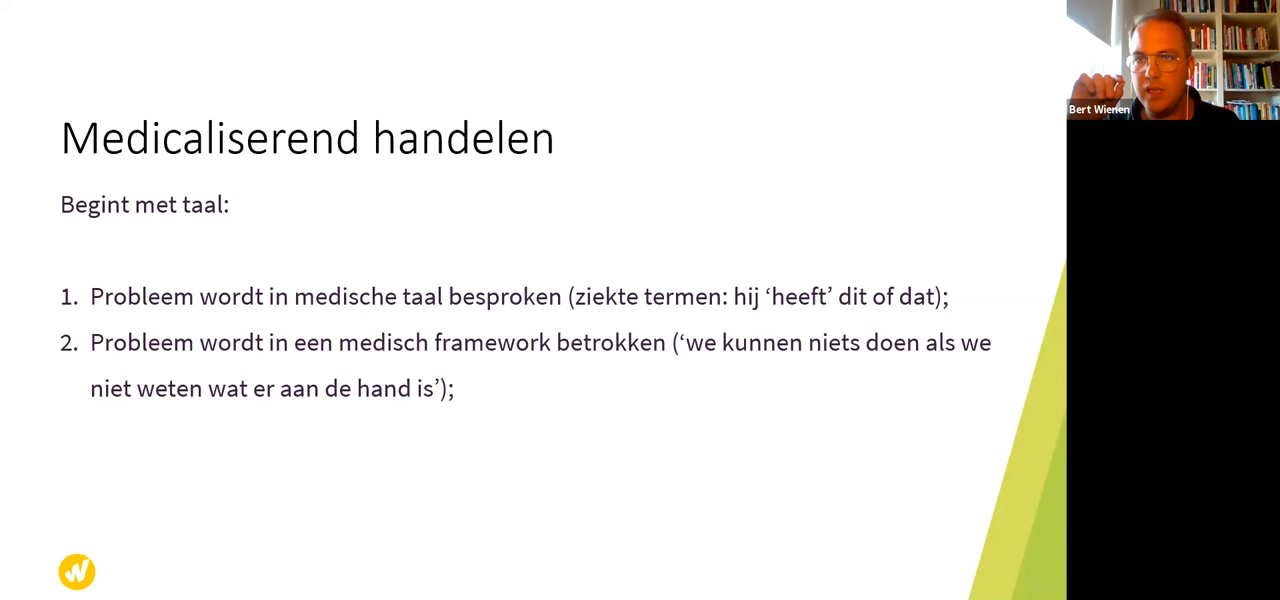 Medicaliserend handelen
Begint met taal:
1. Probleem wordt in medische taal besproken (ziekte termen: hij ‘heeft’ dit of dat);
2. Probleem wordt in een medisch framework betrokken (‘we kunnen niets doen als we
niet weten wat er aan de hand is’);
Bert Wienen
W